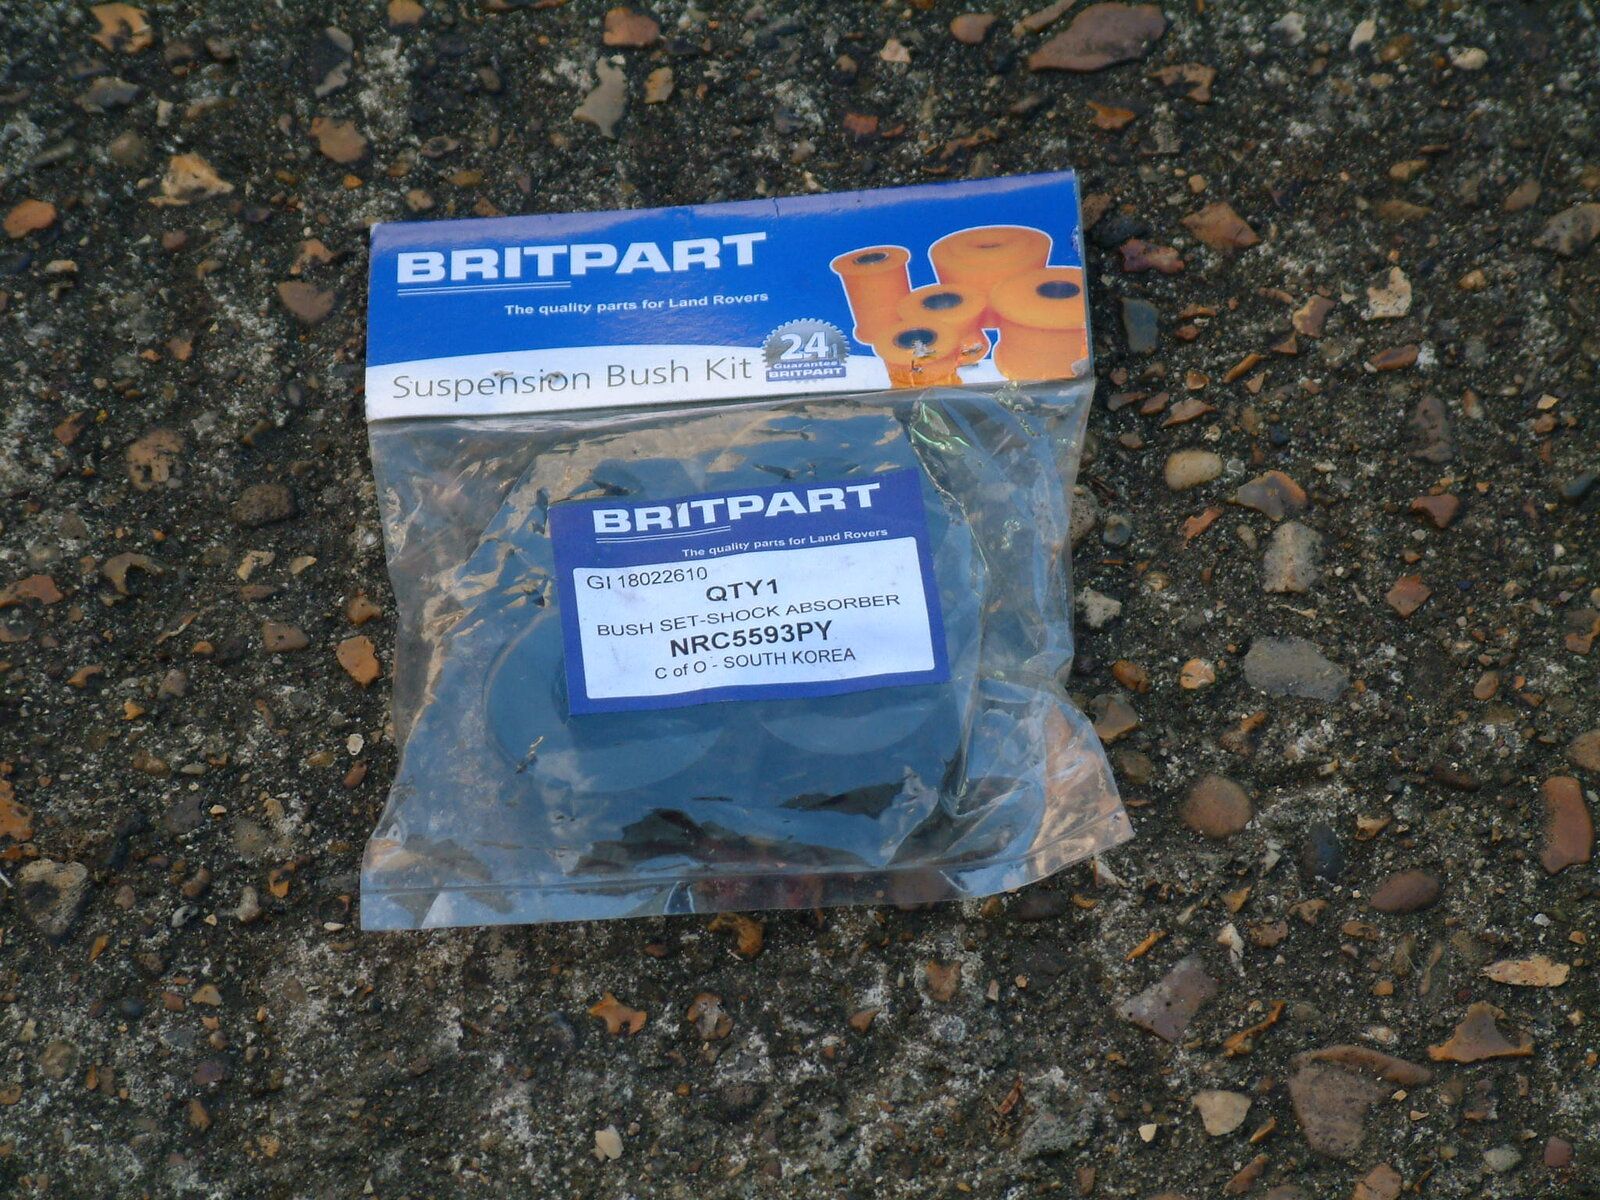 BRITPART
The quality parts for Land Rovers
Suspension Bush Kit
24
Guarantee
BRITPART
BRITPART
The quality parts for Land Rovers
GI 18022610
QTY1
BUSH SET-SHOCK ABSORBER
NRC5593PY
C of O - SOUTH KOREA